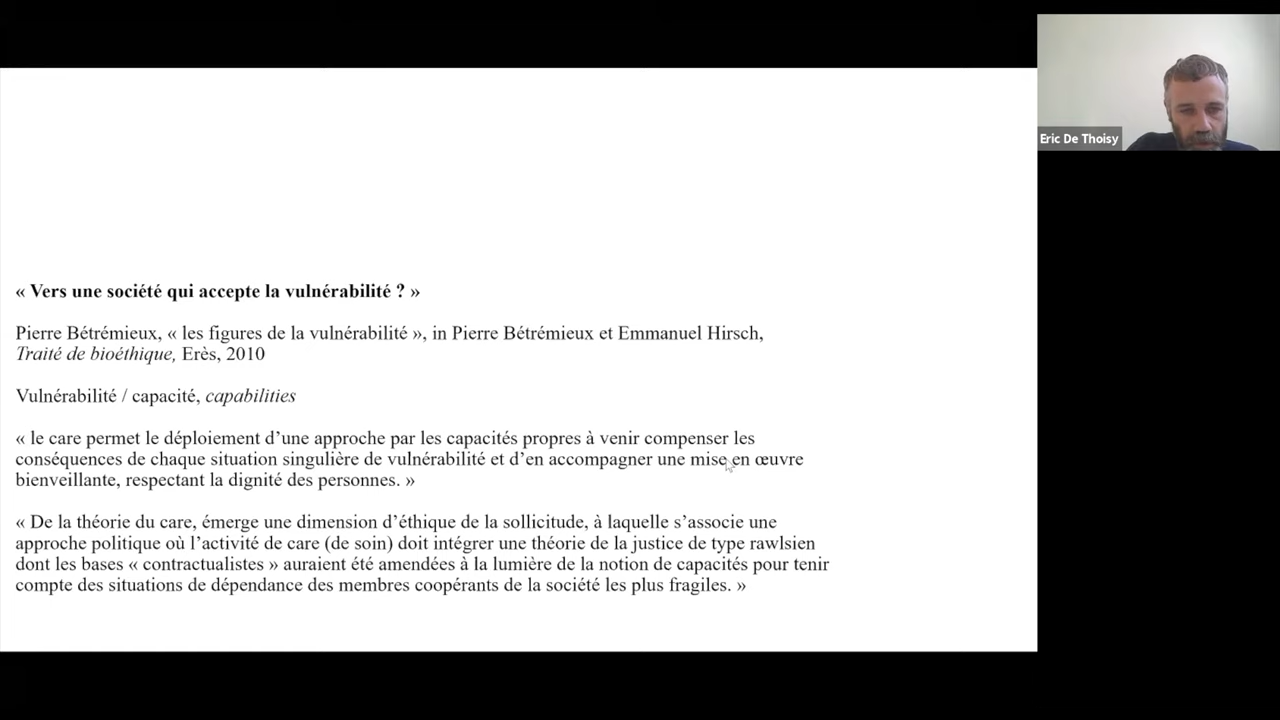 « Vers une société qui accepte la vulnérabilité ? »
Pierre Bétrémieux, « les figures de la vulnérabilité », in Pierre Bétrémieux et Emmanuel Hirsch,
Traité de bioéthique, Erès, 2010
Vulnérabilité / capacité, capabilities
« le care permet le déploiement d’une approche par les capacités propres à venir compenser les
conséquences de chaque situation singulière de vulnérabilité et d’en accompagner une mise en œuvre
bienveillante, respectant la dignité des personnes. »
« De la théorie du care, émerge une dimension d’éthique de la sollicitude, à laquelle s’associe une
approche politique où l’activité de care (de soin) doit intégrer une théorie de la justice de type rawlsien
dont les bases « contractualistes » auraient été amendées à la lumière de la notion de capacités pour tenir
compte des situations de dépendance des membres coopérants de la société les plus fragiles. »
Eric De Thoisy